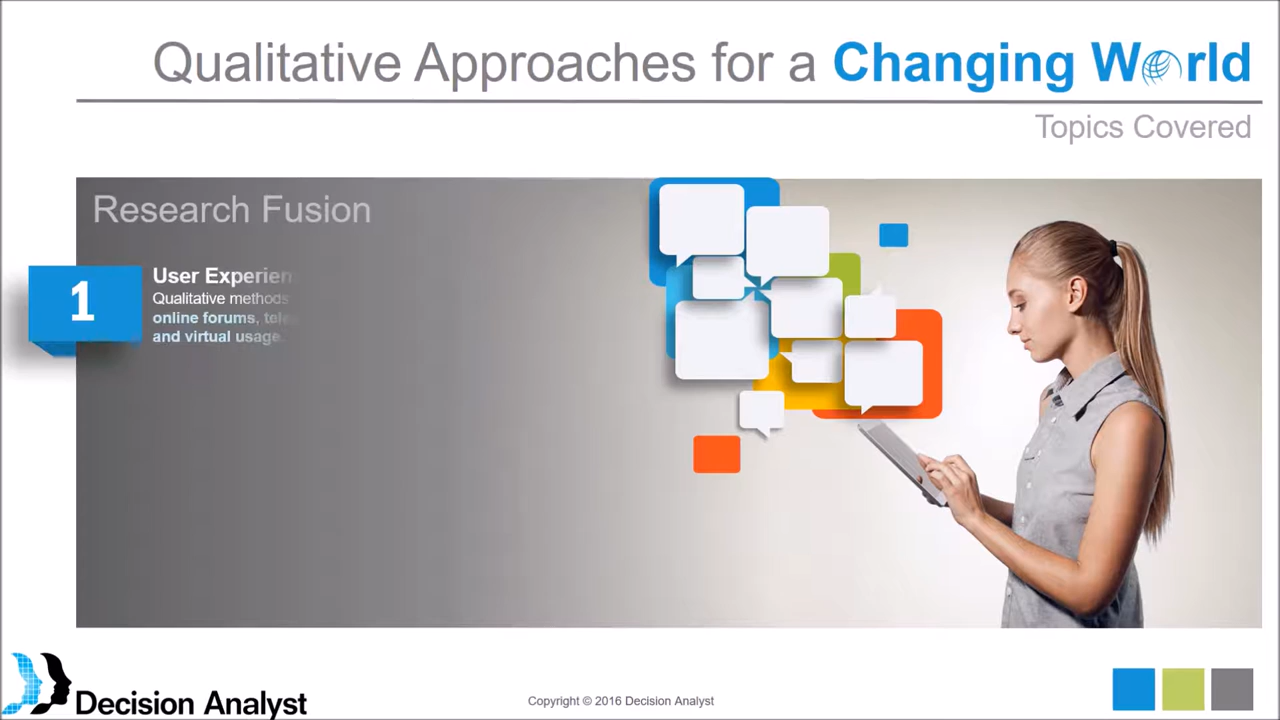 Qualitative Approaches for a Changing World
Topics Covered
Research Fusion
1
User Experien
Qualitative methods
online forums, tele
and virtual usage.
Decision Analyst
Copyright © 2016 Decision Analyst